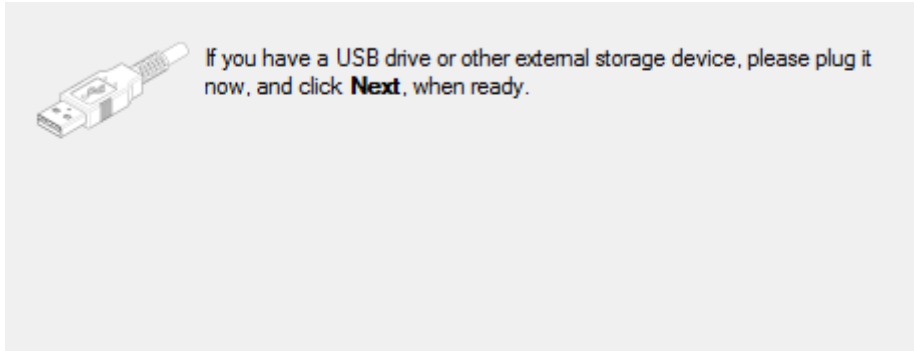 If you have a USB drive or other external storage device, please plug it
now, and click Next, when ready.